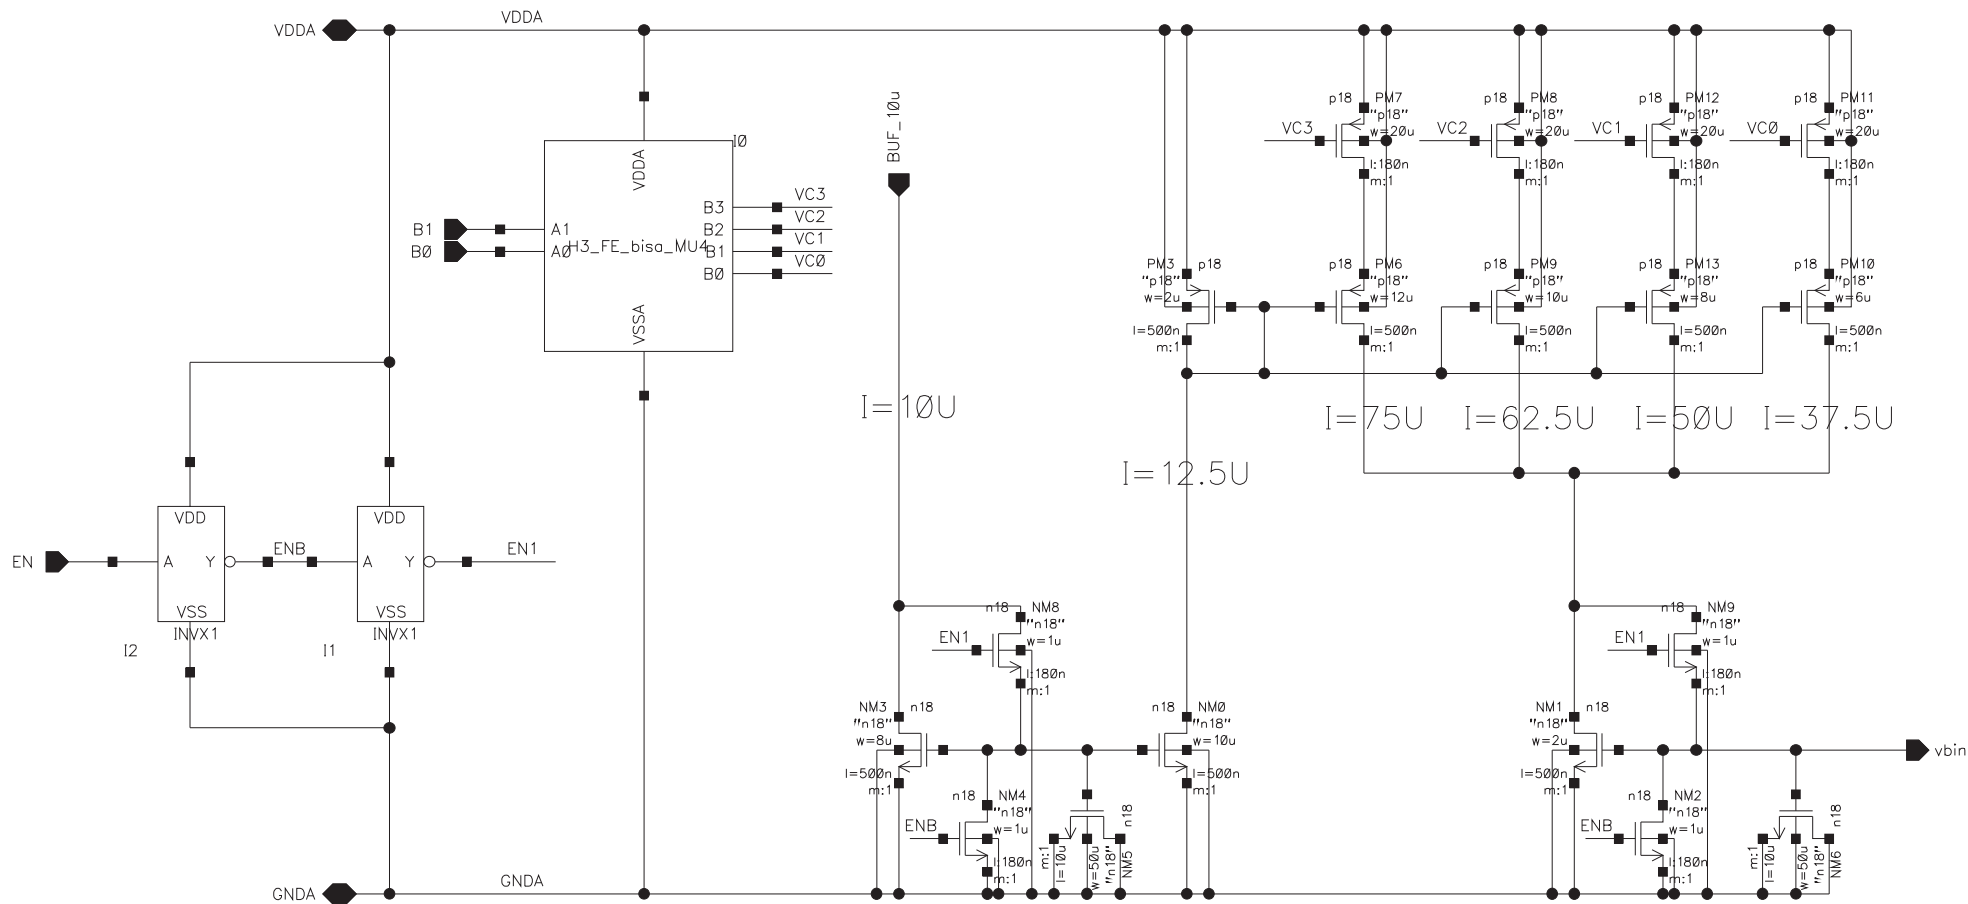 VDDA
VDDA
BUF_10u
I0
VDDA
B3
B2
B1
B0
VC3
VC2
VC1
VC0
B1
B0
A1
A0
H3_FE_bisa_MU4
VSSA
p18
PM7
"p18"
w=20u
VC3
l:180n
m:1
p18
PM8
"p18"
w=20u
VC2
l:180n
m:1
p18
PM12
"p18"
w=20u
VC1
l:180n
m:1
p18
PM11
"p18"
w=20u
VC0
l:180n
m:1
PM3
p18
"p18"
w=2u
l=500n
m:1
p18
PM6
"p18"
w=12u
l=500n
m:1
p18
PM9
"p18"
w=10u
l=500n
m:1
p18
PM13
"p18"
w=8u
l=500n
m:1
p18
PM10
"p18"
w=6u
l=500n
m:1
I=10U
I=12.5U
I=75U
I=62.5U
I=50U
I=37.5U
EN
VDD
A
Y
VSS
INVX1
I2
ENB
VDD
A
Y
VSS
INVX1
I1
EN1
n18
NM8
"n18"
w=1u
EN1
l:180n
m:1
NM3
n18
"n18"
w=8u
l=500n
m:1
n18
NM0
"n18"
w=10u
l=500n
m:1
n18
NM4
"n18"
w=1u
ENB
l:180n
m:1
m:1
l=10u
w=50u
"n18"
NM5
n18
n18
NM9
"n18"
w=1u
EN1
l:180n
m:1
NM1
n18
"n18"
w=2u
l=500n
m:1
vbin
n18
NM2
"n18"
w=1u
ENB
l:180n
m:1
m:1
l=10u
w=50u
"n18"
NM6
n18
GNDA
GNDA